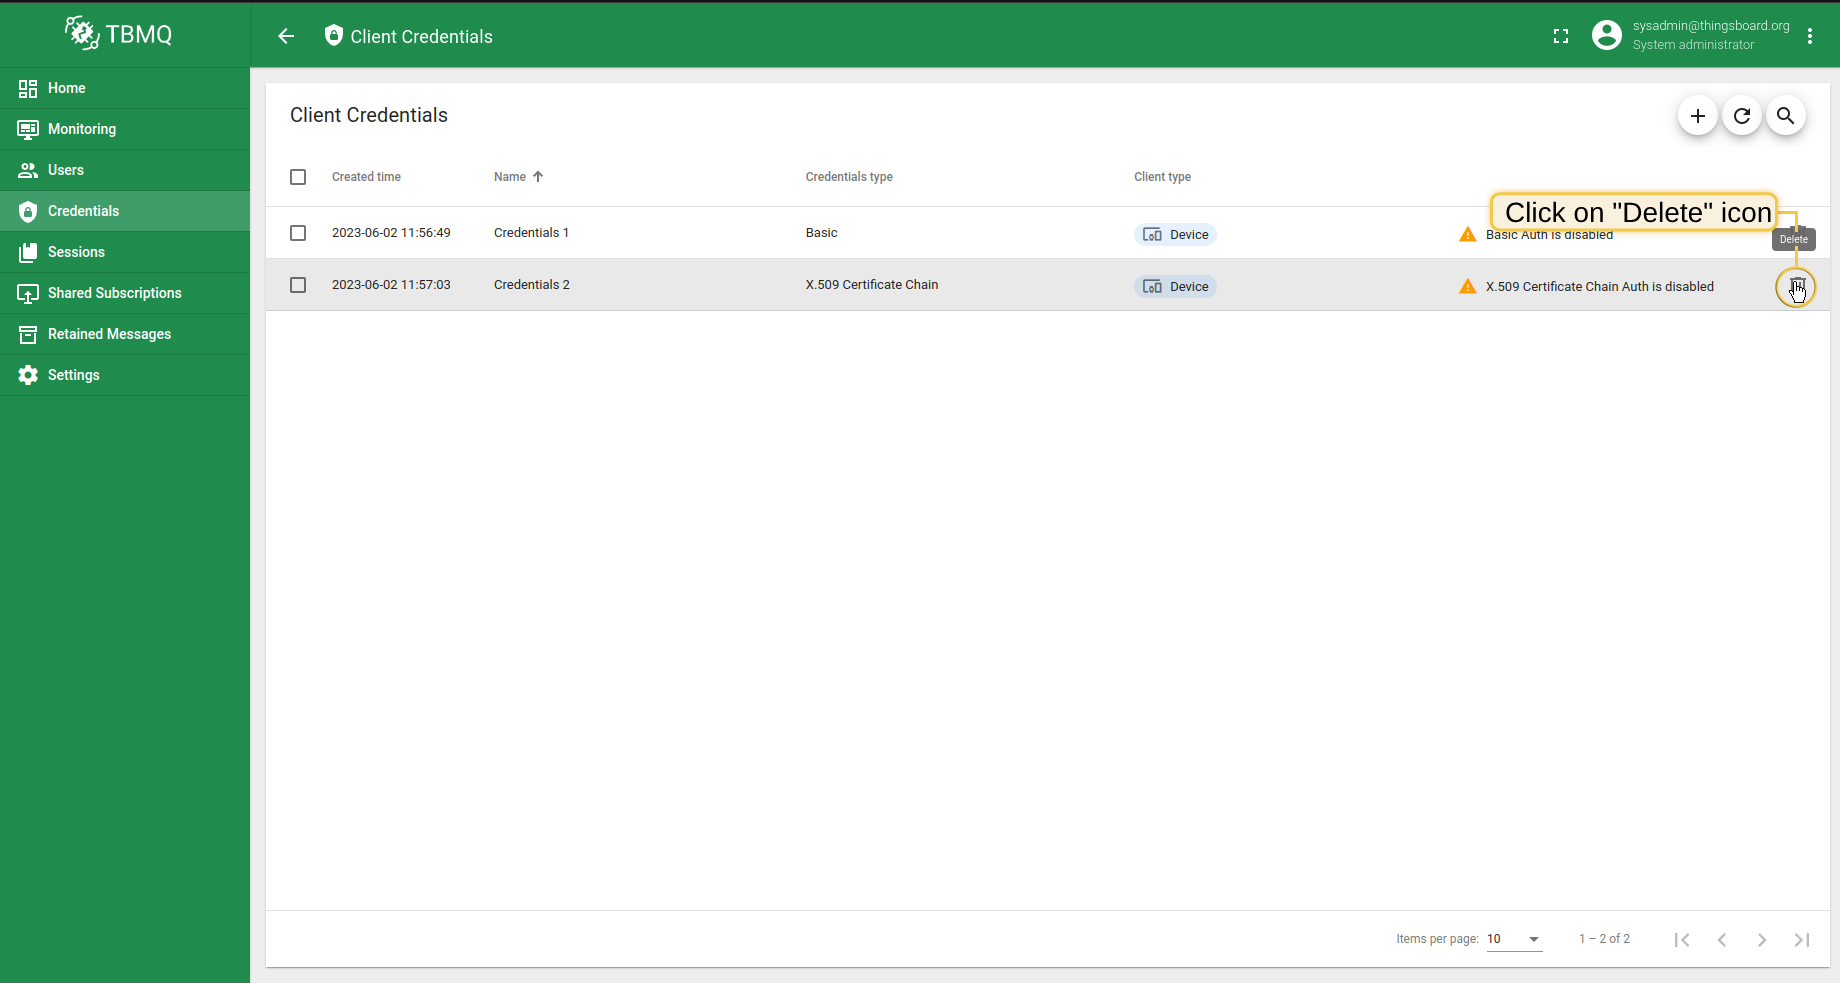 TBMQ
Client Credentials
sysadmin@thingsboard.org
System administrator
Home
Monitoring
Users
Credentials
Sessions
Shared Subscriptions
Retained Messages
Settings
Client Credentials
Created time Name Credentials type Client type
Click on "Delete" icon
2023-06-02 11:56:49 Credentials 1 Basic Device Basic Auth is disabled
Delete
2023-06-02 11:57:03 Credentials 2 X.509 Certificate Chain Device X.509 Certificate Chain Auth is disabled
Items per page: 10 1 – 2 of 2